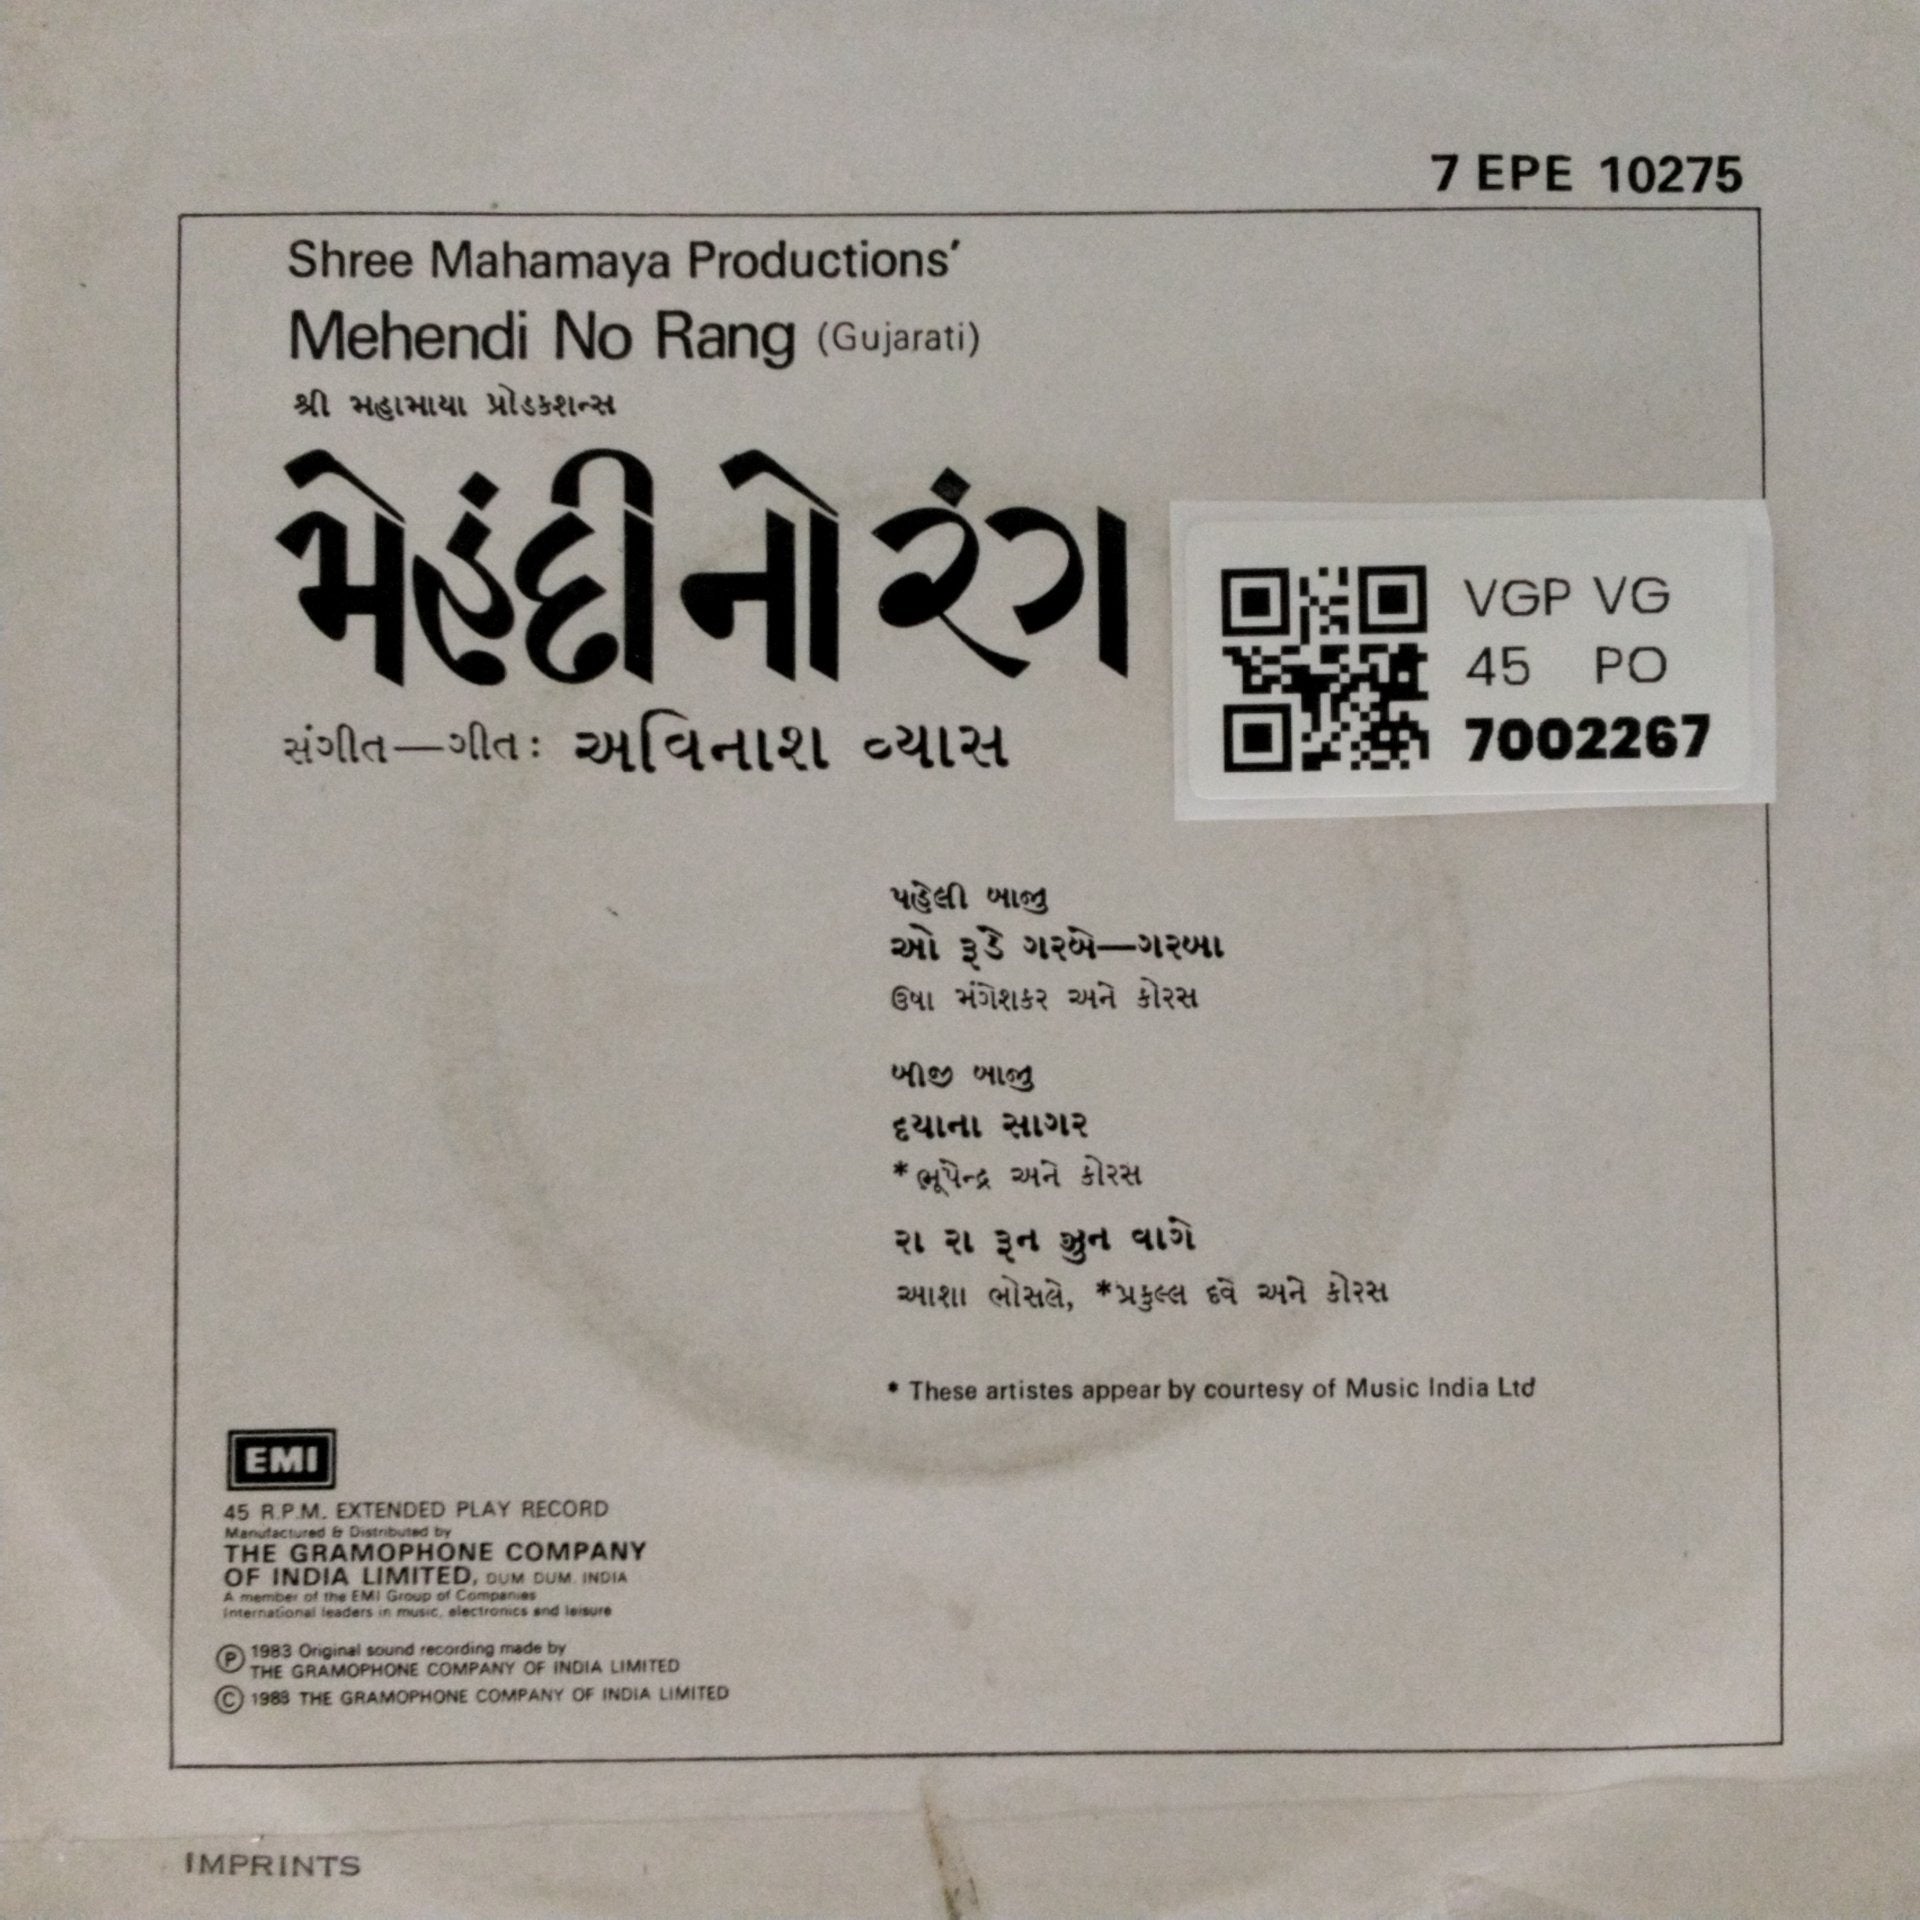 7 EPE 10275
Shree Mahamaya Productions'
Mehendi No Rang (Gujarati)
શ્રી મહામાયા પ્રોડકશન્સ
મેહંદી નો રંગ
સંગીત—ગીત: અવિનાશ વ્યાસ
VGP VG
45 PO
7002267
પહેલી બાજુ
ઓ રૂડે ગરબે—ગરબા
ઉષા મંગેશકર અને કોરસ
બીજી બાજુ
દયાના સાગર
*ભૂપેન્દ્ર અને કોરસ
રા રા રૂન ઝુન વાગે
આશા ભોસલે, *પ્રફુલ્લ દવે અને કોરસ
* These artistes appear by courtesy of Music India Ltd
EMI
45 R.P.M. EXTENDED PLAY RECORD
Manufactured & Distributed by
THE GRAMOPHONE COMPANY
OF INDIA LIMITED, DUM DUM, INDIA
A member of the EMI Group of Companies
International leaders in music, electronics and leisure
Ⓟ 1983 Original sound recording made by
THE GRAMOPHONE COMPANY OF INDIA LIMITED
© 1983 THE GRAMOPHONE COMPANY OF INDIA LIMITED
IMPRINTS